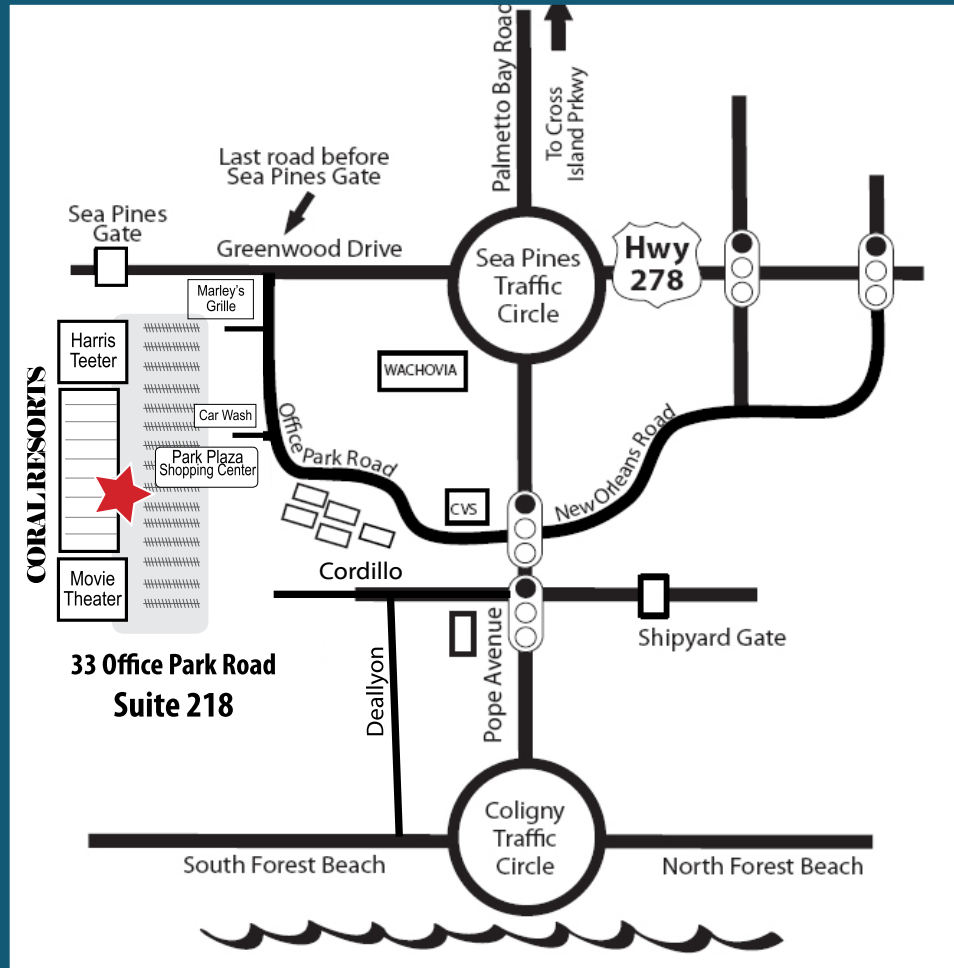 Palmetto Bay Road
To Cross
Island Prkwy
Last road before
Sea Pines Gate
Sea Pines
Gate
Greenwood Drive
Sea Pines
Traffic
Circle
Hwy
278
Marley's
Grille
Harris
Teeter
WACHOVIA
CORAL RESORTS
Car Wash
Office Park Road
New Orleans Road
Park Plaza
Shopping Center
CVS
Movie
Theater
Cordillo
Shipyard Gate
33 Office Park Road
Suite 218
Deallyon
Pope Avenue
Coligny
Traffic
Circle
South Forest Beach
North Forest Beach